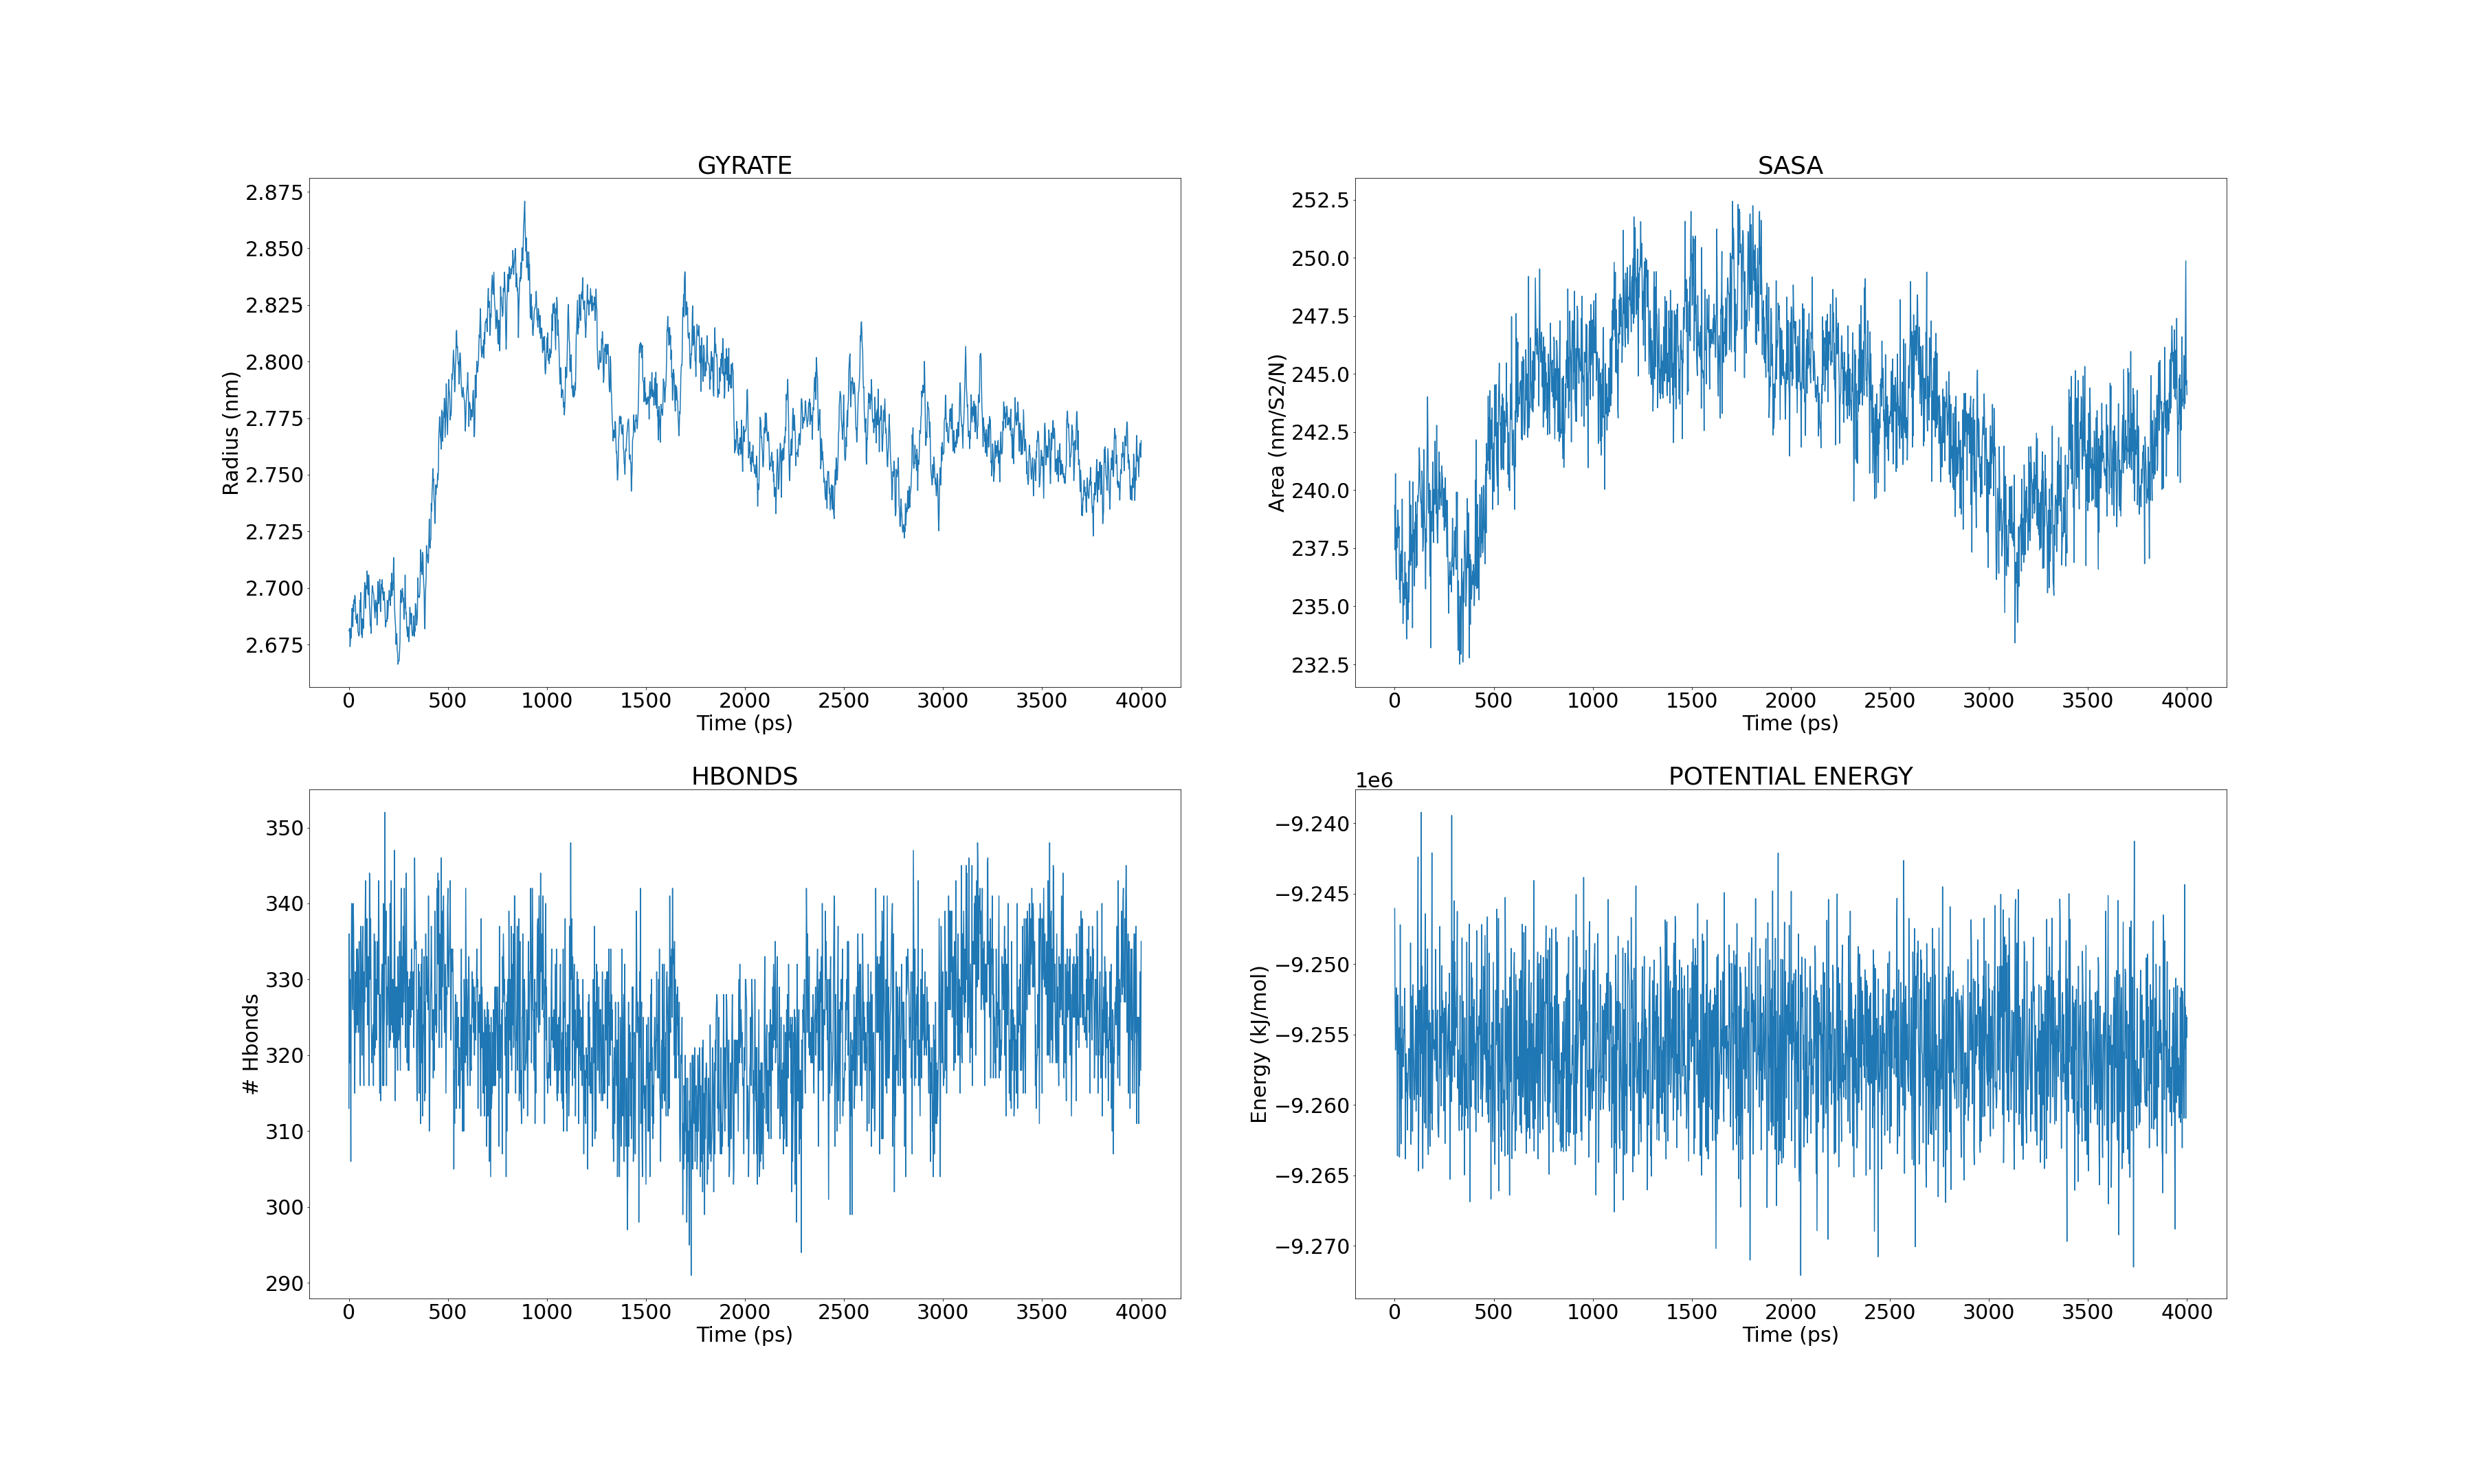 GYRATE
2.875
2.850
2.825
2.800
2.775
2.750
2.725
2.700
2.675
Radius (nm)
0 500 1000 1500 2000 2500 3000 3500 4000
Time (ps)
SASA
252.5
250.0
247.5
245.0
242.5
240.0
237.5
235.0
232.5
Area (nm/S2/N)
0 500 1000 1500 2000 2500 3000 3500 4000
Time (ps)
HBONDS
350
340
330
320
310
300
290
# Hbonds
0 500 1000 1500 2000 2500 3000 3500 4000
Time (ps)
POTENTIAL ENERGY
1e6
−9.240
−9.245
−9.250
−9.255
−9.260
−9.265
−9.270
Energy (kJ/mol)
0 500 1000 1500 2000 2500 3000 3500 4000
Time (ps)